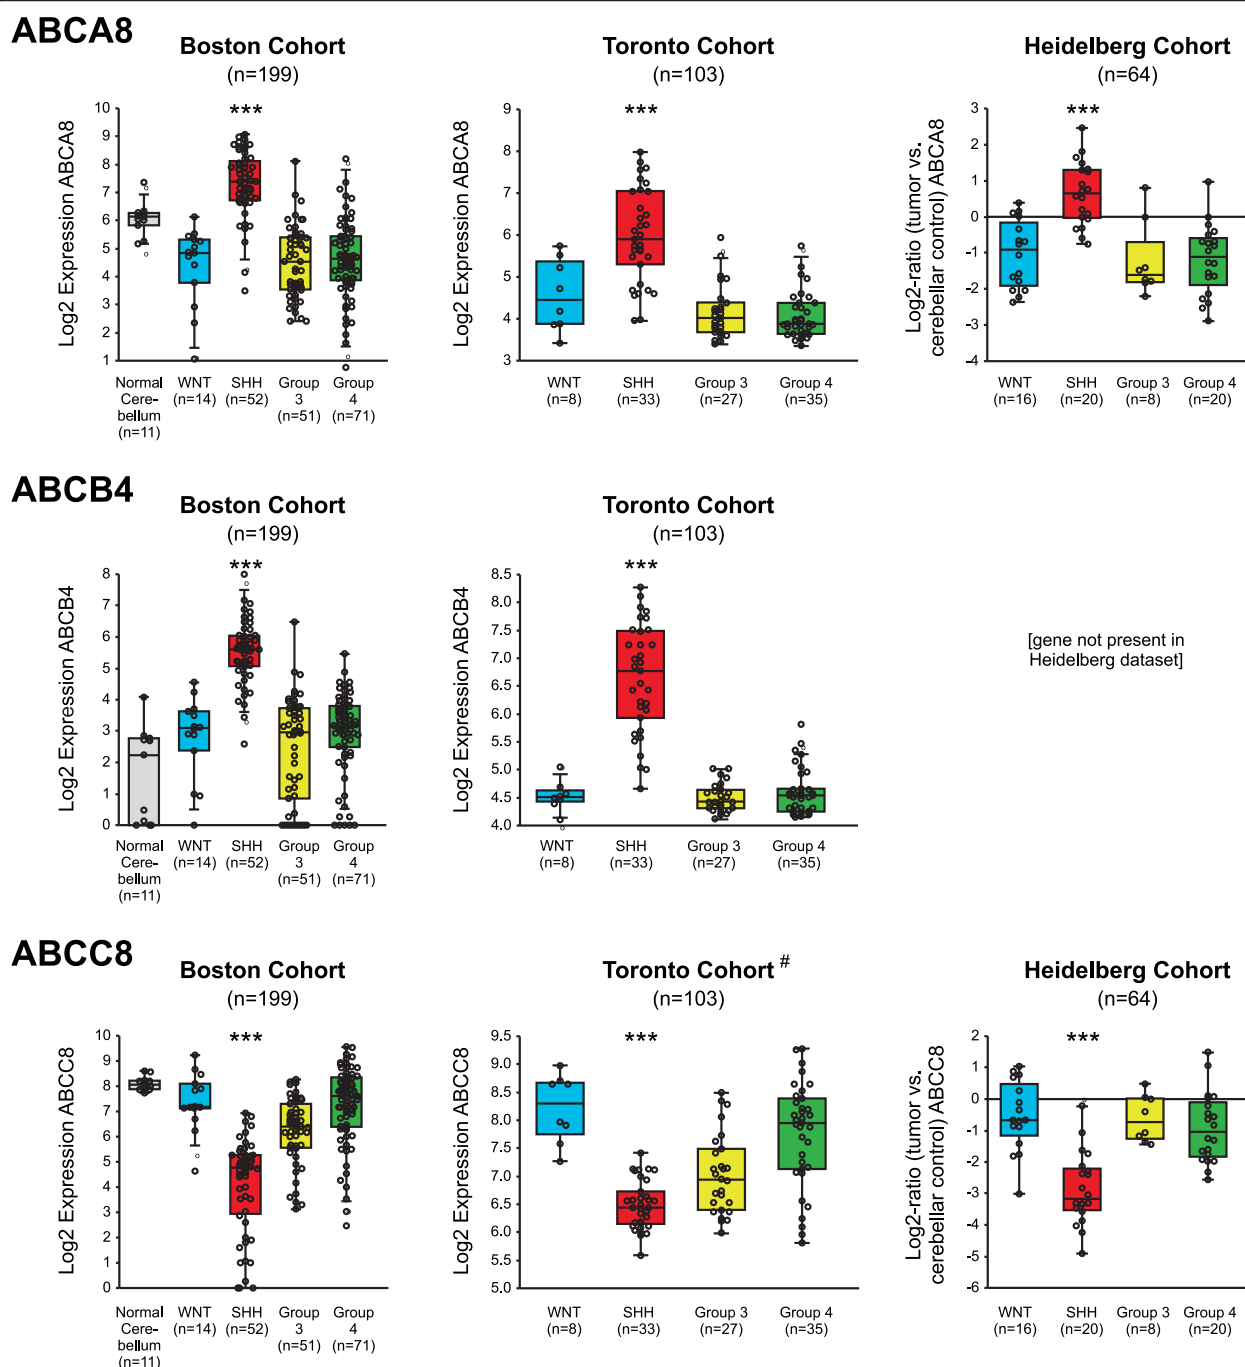 ABCA8
Boston Cohort
(n=199)
Toronto Cohort
(n=103)
Heidelberg Cohort
(n=64)
Log2 Expression ABCA8
10
9
8
7
6
5
4
3
2
1
***
Normal
Cere-
bellum
(n=11)
WNT
(n=14)
SHH
(n=52)
Group
3
(n=51)
Group
4
(n=71)
Log2 Expression ABCA8
9
8
7
6
5
4
3
***
WNT
(n=8)
SHH
(n=33)
Group 3
(n=27)
Group 4
(n=35)
Log2-ratio (tumor vs.
cerebellar control) ABCA8
3
2
1
0
-1
-2
-3
-4
***
WNT
(n=16)
SHH
(n=20)
Group 3
(n=8)
Group 4
(n=20)
ABCB4
Boston Cohort
(n=199)
Toronto Cohort
(n=103)
Log2 Expression ABCB4
8
7
6
5
4
3
2
1
0
***
Normal
Cere-
bellum
(n=11)
WNT
(n=14)
SHH
(n=52)
Group
3
(n=51)
Group
4
(n=71)
Log2 Expression ABCB4
8.5
8.0
7.5
7.0
6.5
6.0
5.5
5.0
4.5
4.0
***
WNT
(n=8)
SHH
(n=33)
Group 3
(n=27)
Group 4
(n=35)
[gene not present in
Heidelberg dataset]
ABCC8
Boston Cohort
(n=199)
Toronto Cohort #
(n=103)
Heidelberg Cohort
(n=64)
Log2 Expression ABCC8
10
9
8
7
6
5
4
3
2
1
0
***
Normal
Cere-
bellum
(n=11)
WNT
(n=14)
SHH
(n=52)
Group
3
(n=51)
Group
4
(n=71)
Log2 Expression ABCC8
9.5
9.0
8.5
8.0
7.5
7.0
6.5
6.0
5.5
5.0
***
WNT
(n=8)
SHH
(n=33)
Group 3
(n=27)
Group 4
(n=35)
Log2-ratio (tumor vs.
cerebellar control) ABCC8
2
1
0
-1
-2
-3
-4
-5
-6
***
WNT
(n=16)
SHH
(n=20)
Group 3
(n=8)
Group 4
(n=20)